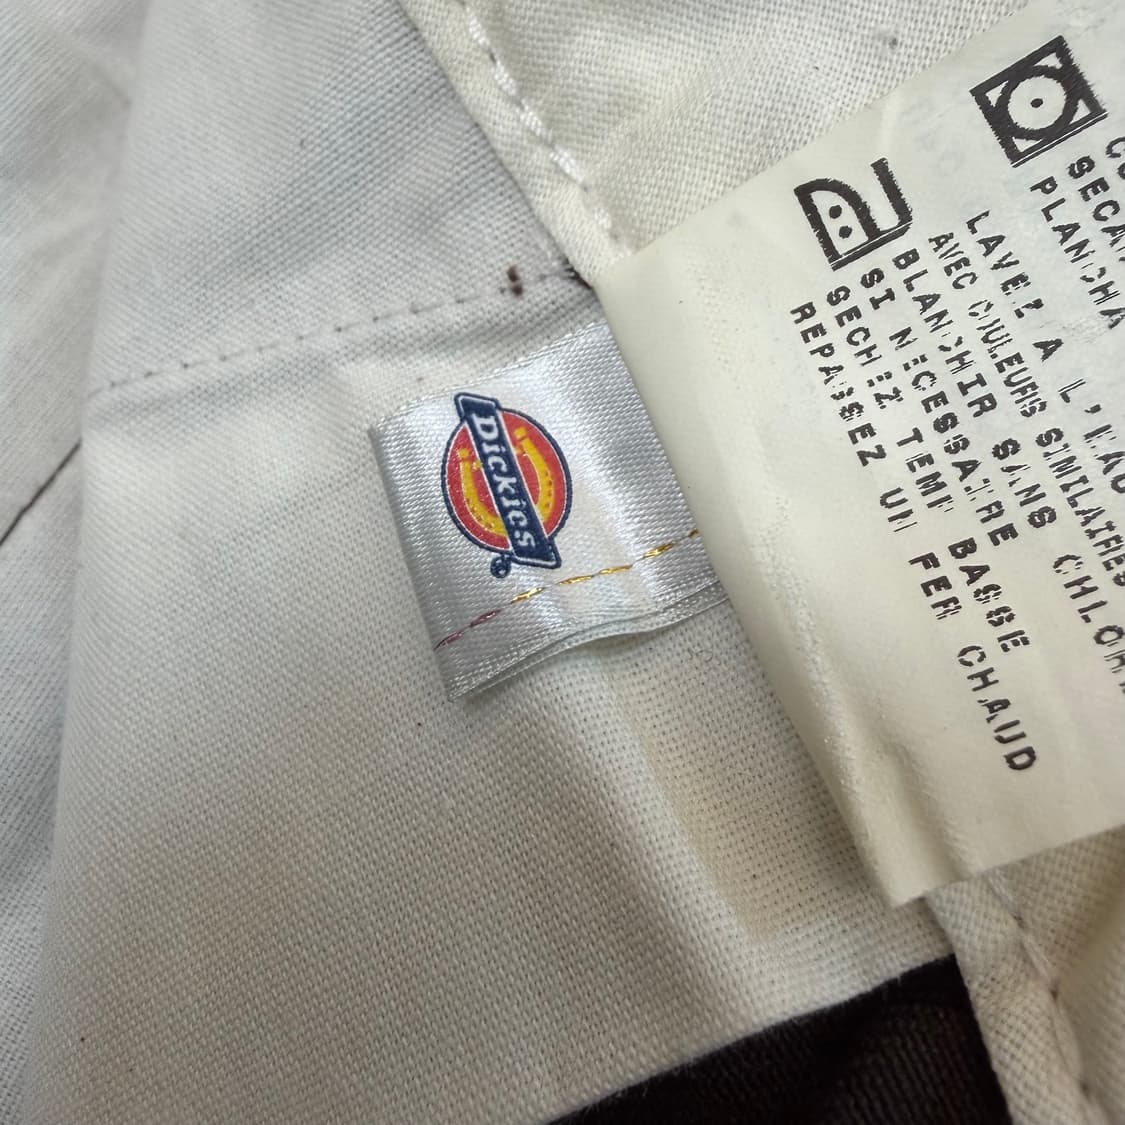 Dickies
®
SECA
PLANCHA
LAVEZ A L'EAU
AVEC COULEURS SIMILAIRES
BLANCHIR SANS CHLOR
SI NECESSAIRE
SECHEZ TEMP BASSE
REPASSEZ UN FER CHAUD